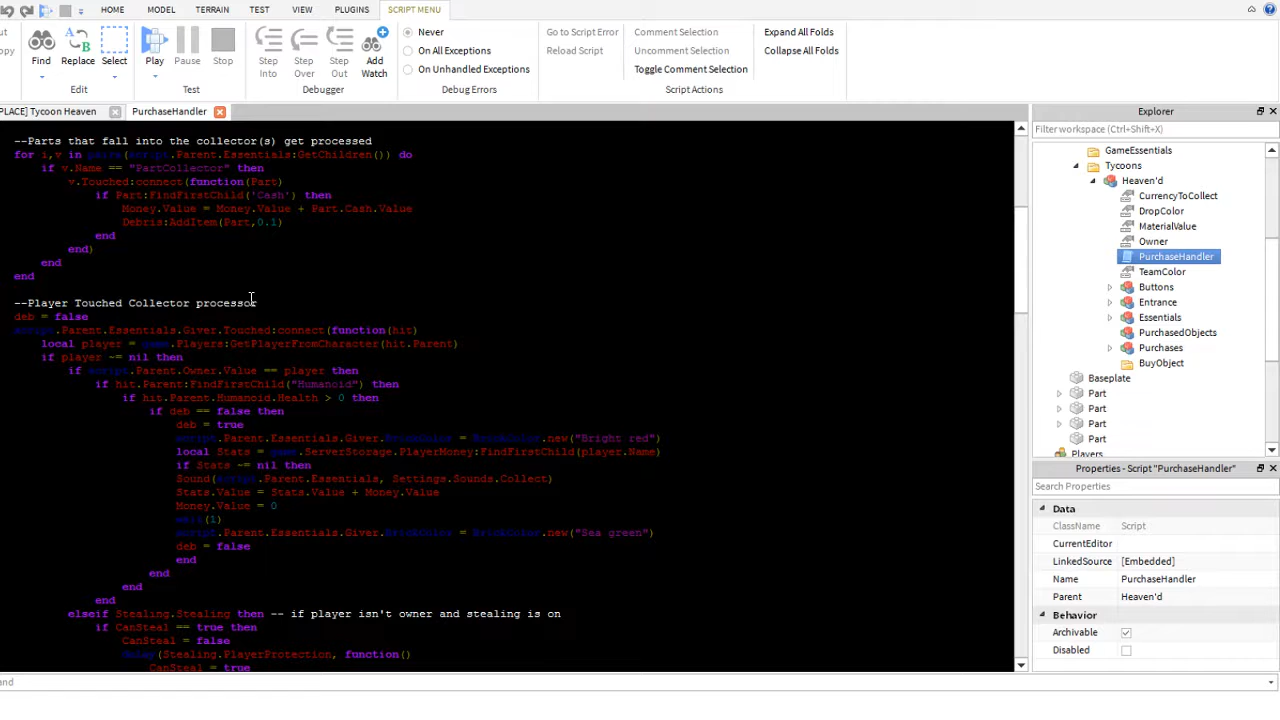 HOME MODEL TERRAIN TEST VIEW PLUGINS SCRIPT MENU
Find Replace Select Play Pause Stop Step Into Step Over Step Out Add Watch
Never
On All Exceptions
On Unhandled Exceptions
Go to Script Error
Reload Script
Comment Selection
Uncomment Selection
Toggle Comment Selection
Expand All Folds
Collapse All Folds
Edit Test Debugger Debug Errors Script Actions
PLACE] Tycoon Heaven PurchaseHandler
--Parts that fall into the collector(s) get processed
for i,v in pairs(script.Parent.Essentials:GetChildren()) do
if v.Name == "PartCollector" then
v.Touched:connect(function(Part)
if Part:FindFirstChild('Cash') then
Money.Value = Money.Value + Part.Cash.Value
Debris:AddItem(Part,0.1)
end
end)
end
end
--Player Touched Collector processor
deb = false
script.Parent.Essentials.Giver.Touched:connect(function(hit)
local player = game.Players:GetPlayerFromCharacter(hit.Parent)
if player ~= nil then
if script.Parent.Owner.Value == player then
if hit.Parent:FindFirstChild("Humanoid") then
if hit.Parent.Humanoid.Health > 0 then
if deb == false then
deb = true
script.Parent.Essentials.Giver.BrickColor = BrickColor.new("Bright red")
local Stats = game.ServerStorage.PlayerMoney:FindFirstChild(player.Name)
if Stats ~= nil then
Sound(script.Parent.Essentials, Settings.Sounds.Collect)
Stats.Value = Stats.Value + Money.Value
Money.Value = 0
wait(1)
script.Parent.Essentials.Giver.BrickColor = BrickColor.new("Sea green")
deb = false
end
end
end
end
elseif Stealing.Stealing then -- if player isn't owner and stealing is on
if CanSteal == true then
CanSteal = false
delay(Stealing.PlayerProtection, function()
CanSteal = true
Explorer
Filter workspace (Ctrl+Shift+X)
GameEssentials
Tycoons
Heaven'd
CurrencyToCollect
DropColor
MaterialValue
Owner
PurchaseHandler
TeamColor
Buttons
Entrance
Essentials
PurchasedObjects
Purchases
BuyObject
Baseplate
Part
Part
Part
Part
Players
Properties - Script "PurchaseHandler"
Search Properties
Data
ClassName Script
CurrentEditor
LinkedSource [Embedded]
Name PurchaseHandler
Parent Heaven'd
Behavior
Archivable
Disabled